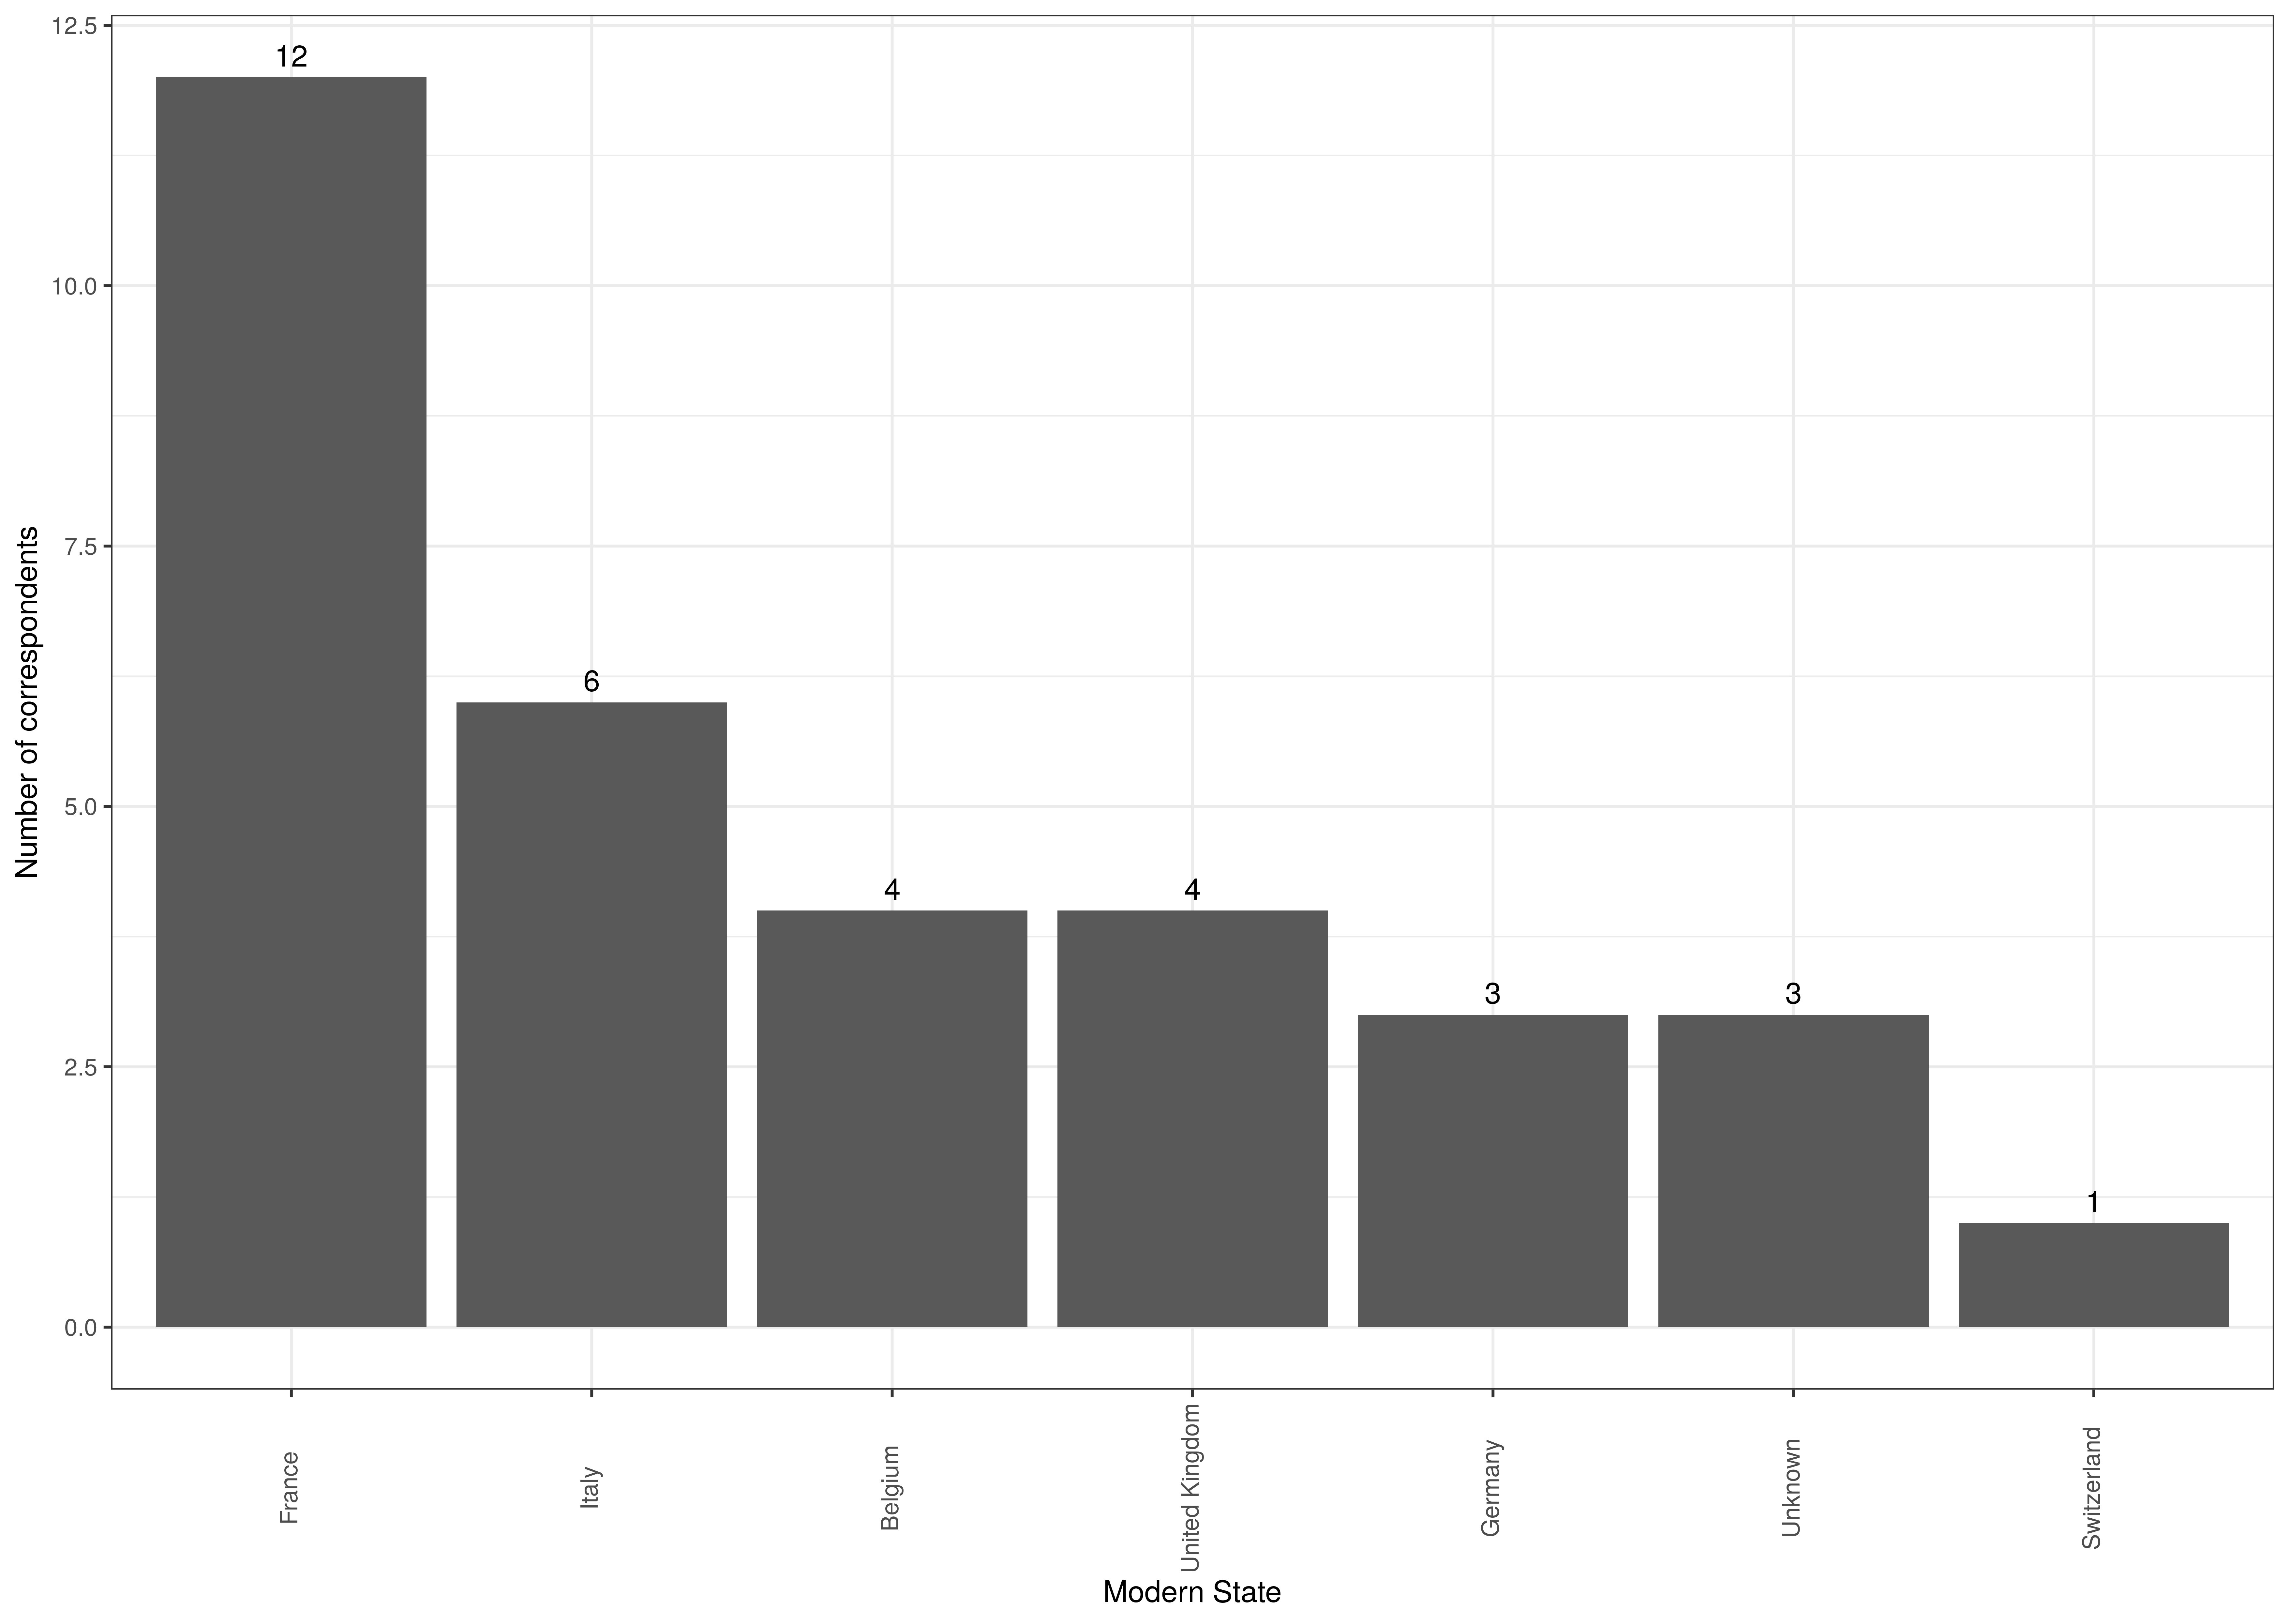 Number of correspondents
12.5
10.0
7.5
5.0
2.5
0.0
12
6
4
4
3
3
1
France
Italy
Belgium
United Kingdom
Germany
Unknown
Switzerland
Modern State